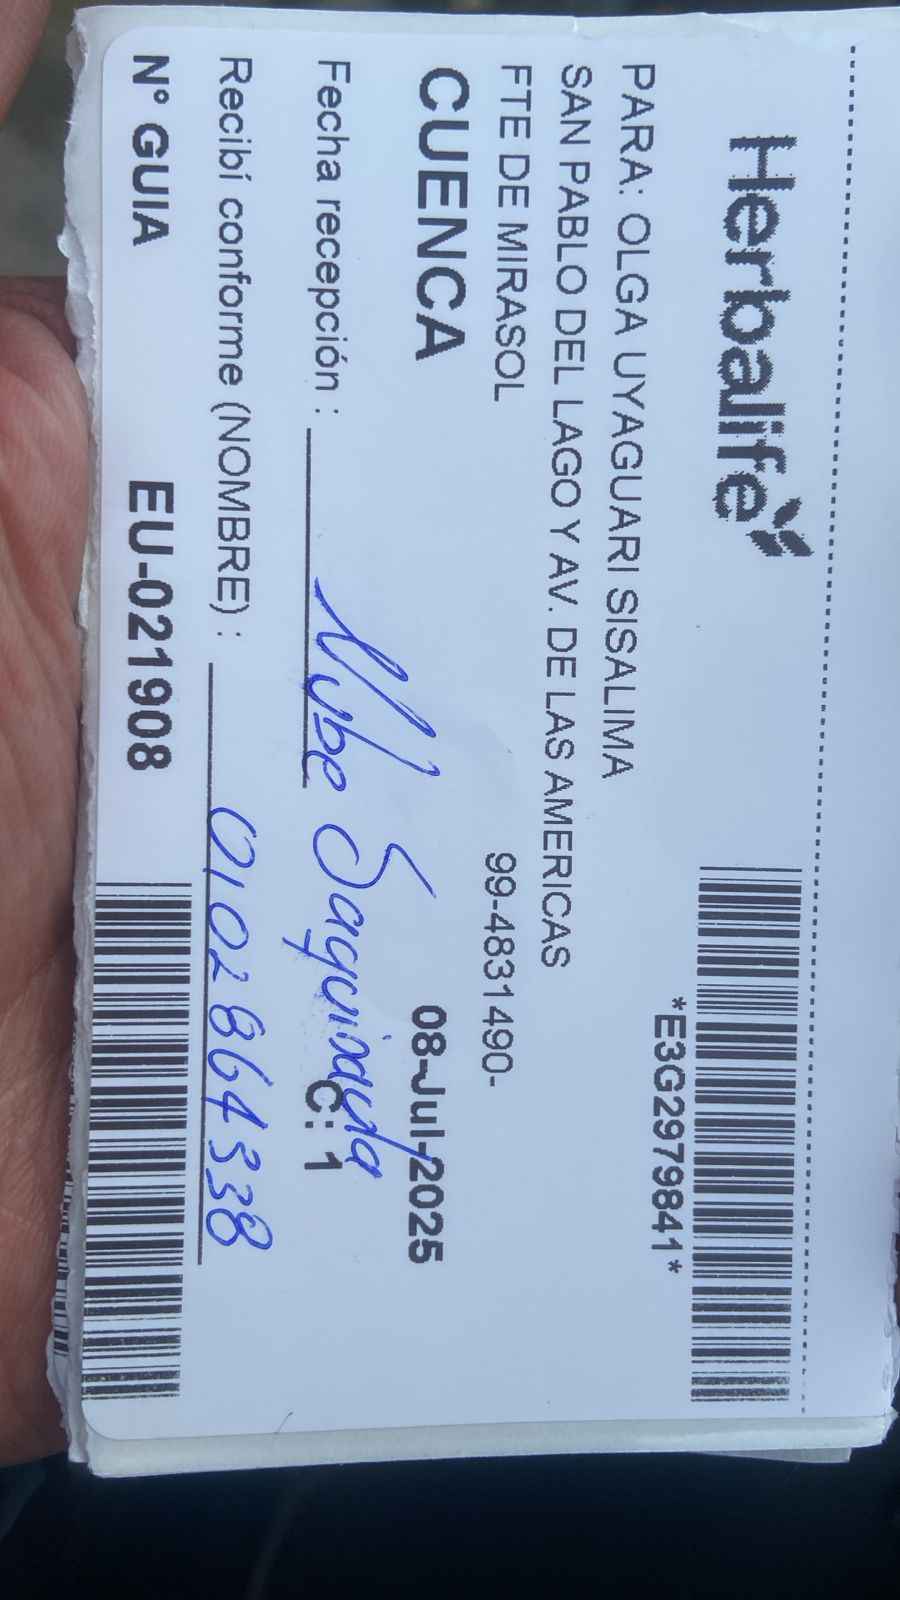 Herbalife
*E3G2979841*
PARA: OLGA UYAGUARI SISALIMA
SAN PABLO DEL LAGO Y AV. DE LAS AMERICAS
FTE DE MIRASOL 99-4831490-
CUENCA 08-Jul-2025
Fecha recepción : Nube
C: 1
Recibí conforme (NOMBRE) : 0102864338
N° GUIA EU-021908